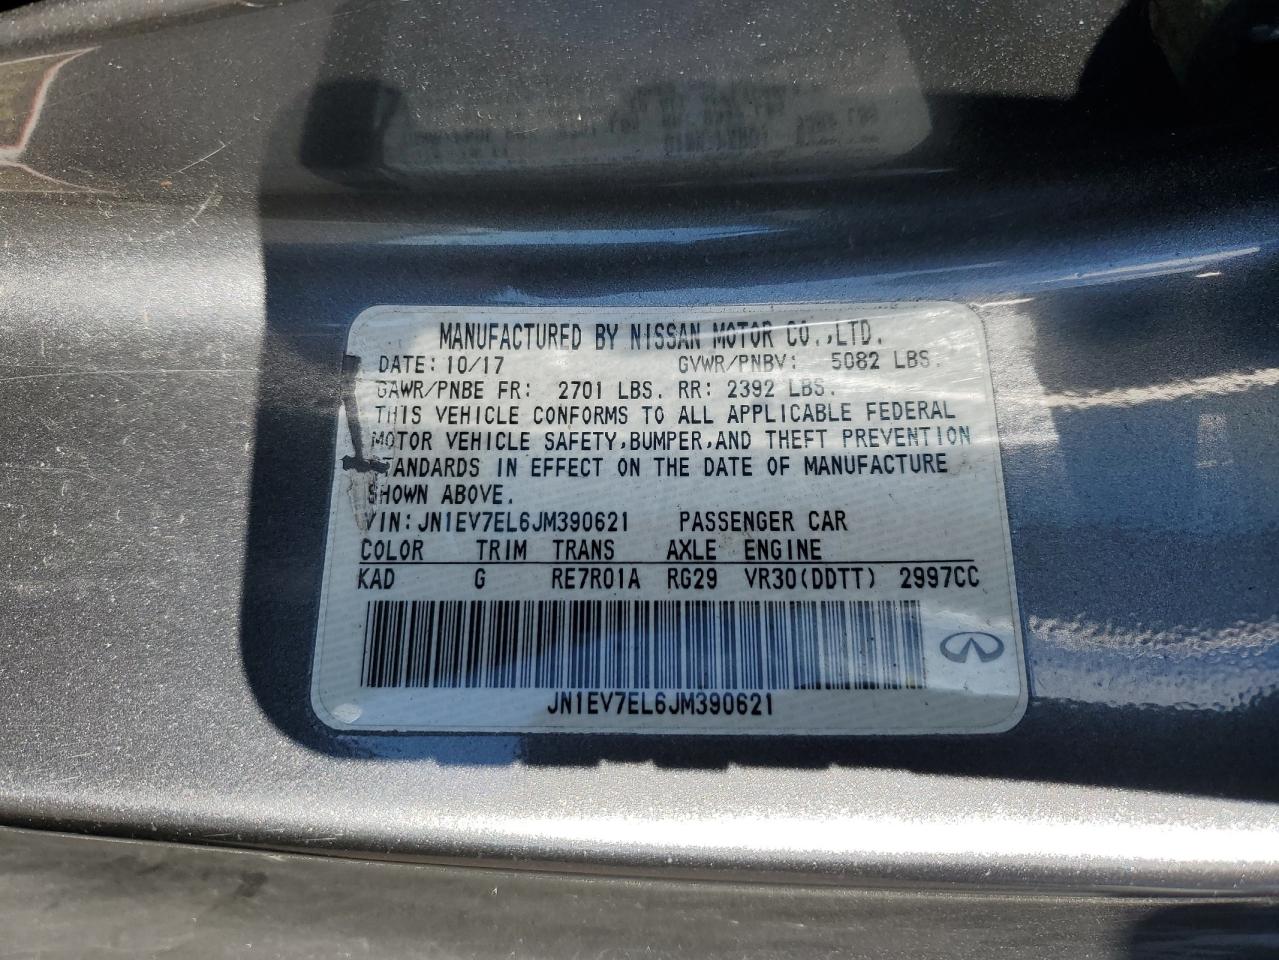 MANUFACTURED BY NISSAN MOTOR CO.,LTD.
DATE: 10/17 GVWR/PNBV: 5082 LBS.
GAWR/PNBE FR: 2701 LBS. RR: 2392 LBS.
THIS VEHICLE CONFORMS TO ALL APPLICABLE FEDERAL
MOTOR VEHICLE SAFETY,BUMPER,AND THEFT PREVENTION
STANDARDS IN EFFECT ON THE DATE OF MANUFACTURE
SHOWN ABOVE.
VIN: JN1EV7EL6JM390621 PASSENGER CAR
COLOR TRIM TRANS AXLE ENGINE
KAD G RE7R01A RG29 VR30(DDTT) 2997CC
JN1EV7EL6JM390621